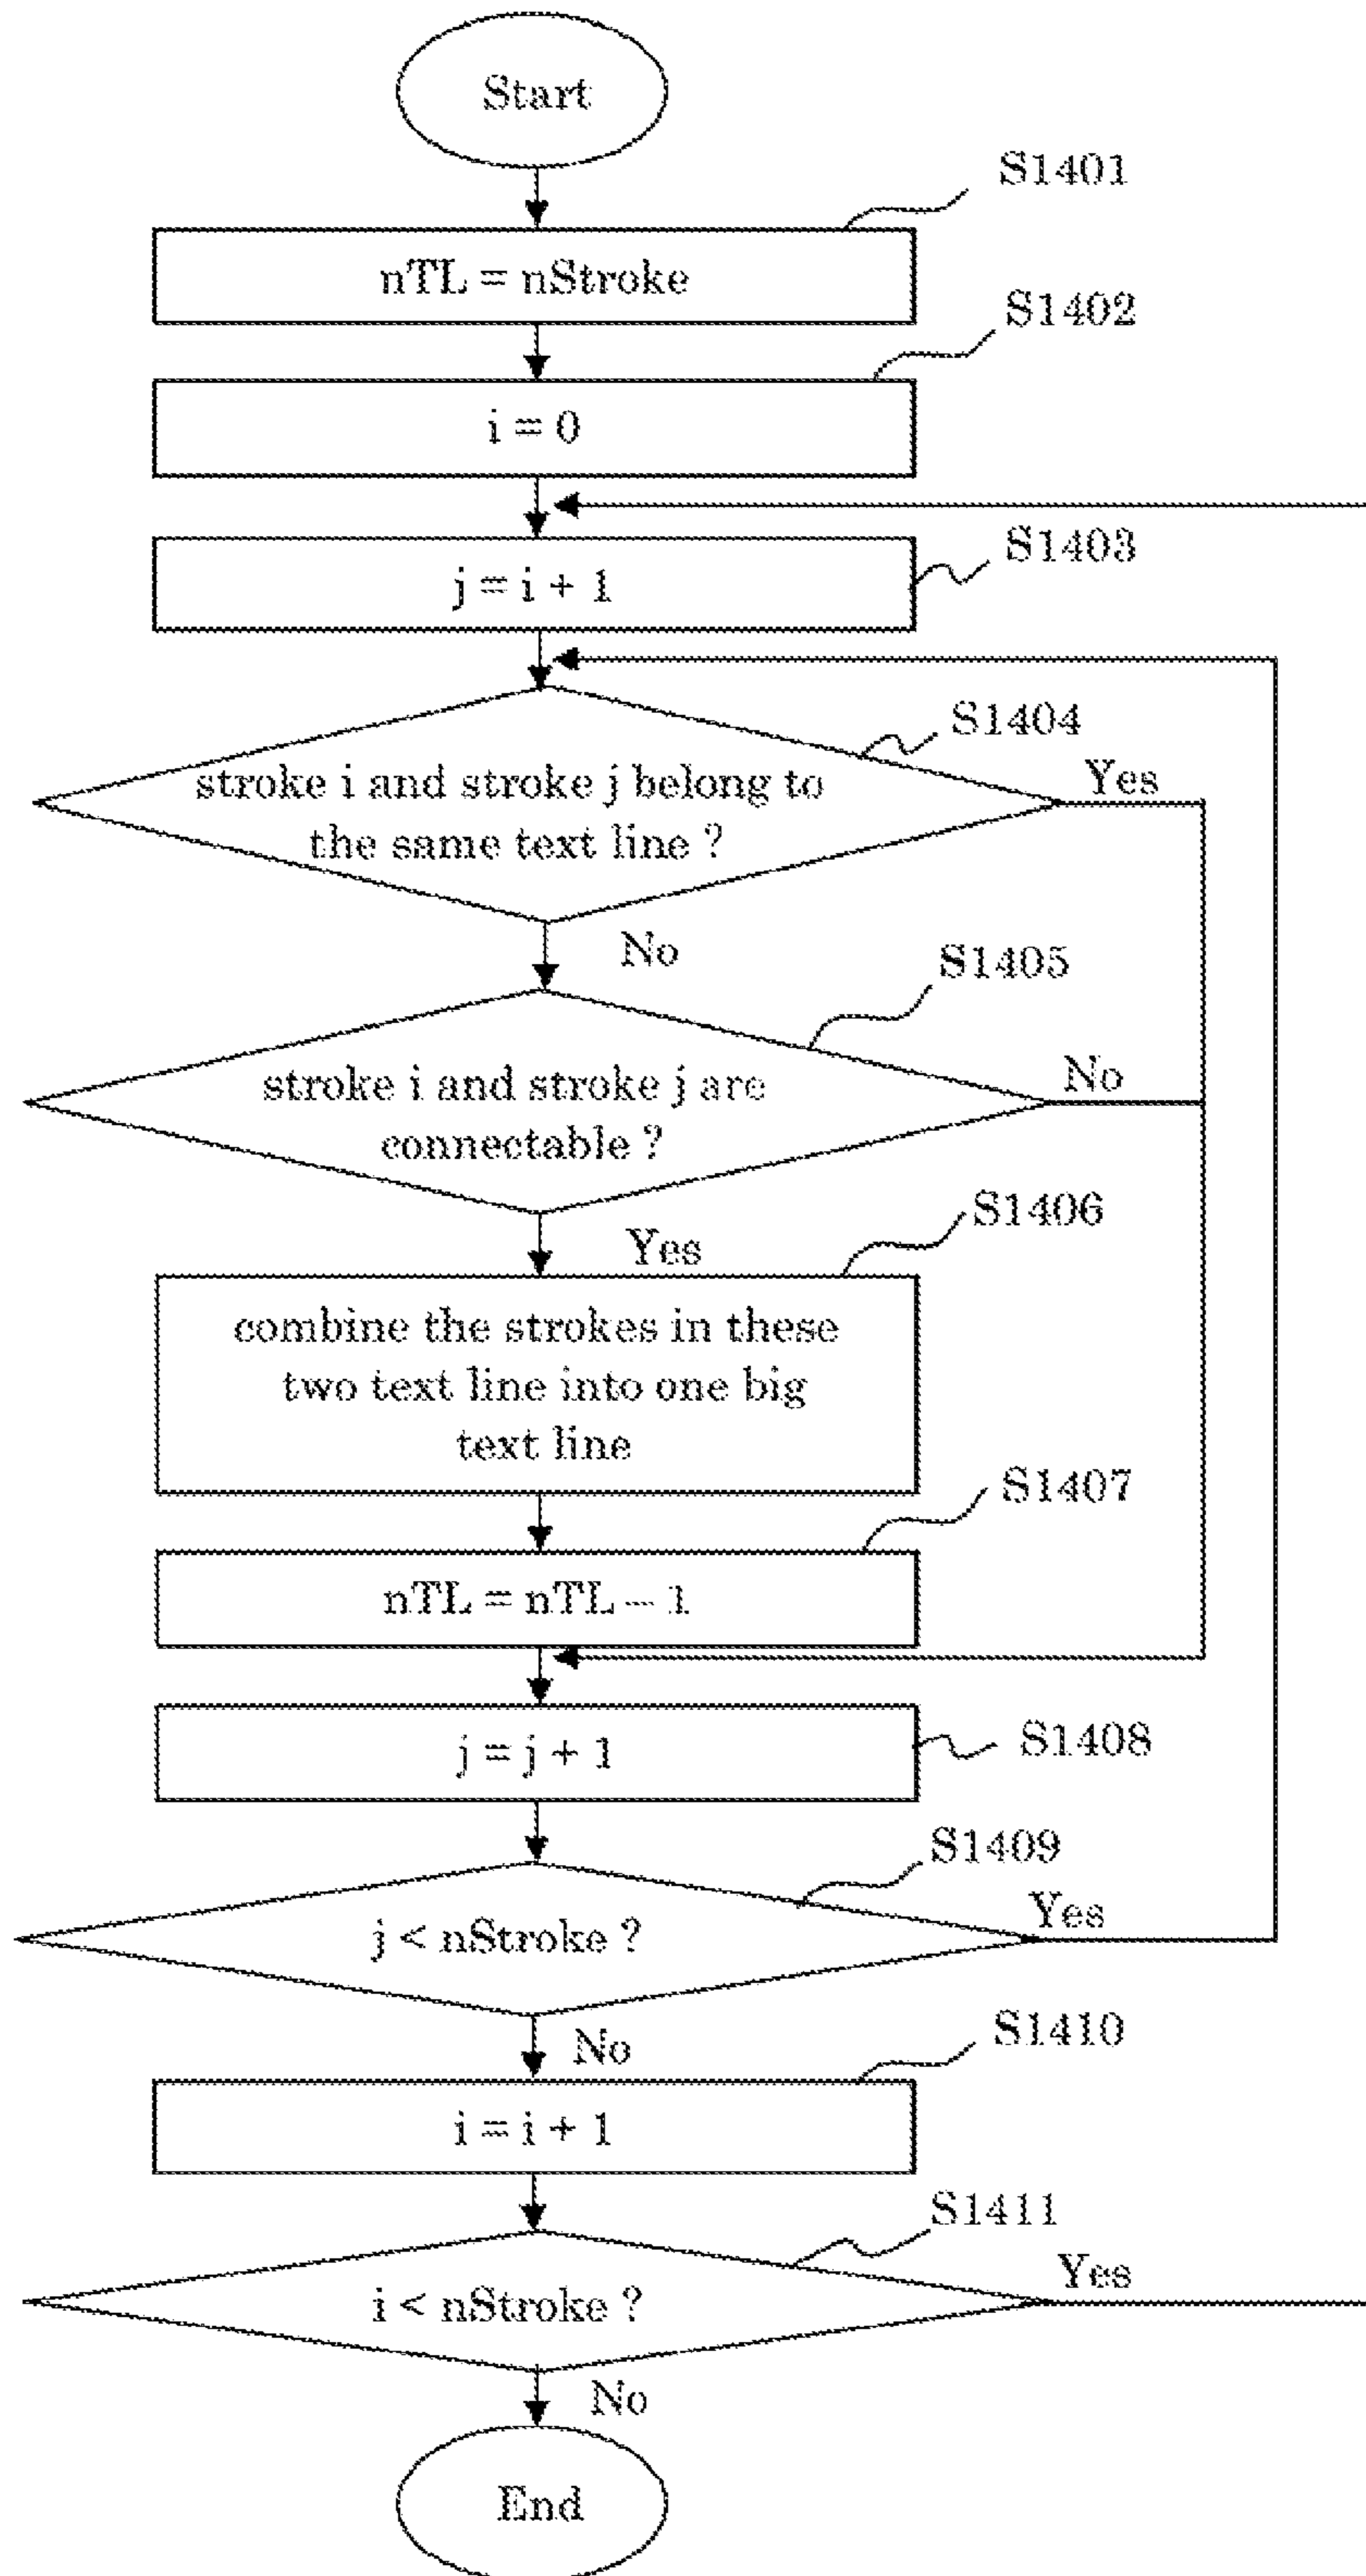 Start
S1401
nTL = nStroke
S1402
i = 0
S1403
j = i + 1
S1404
stroke i and stroke j belong to
the same text line ?
Yes
No
S1405
stroke i and stroke j are
connectable ?
No
Yes
S1406
combine the strokes in these
two text line into one big
text line
S1407
nTL = nTL – 1
S1408
j = j + 1
S1409
j < nStroke ?
Yes
No
S1410
i = i + 1
S1411
i < nStroke ?
Yes
No
End